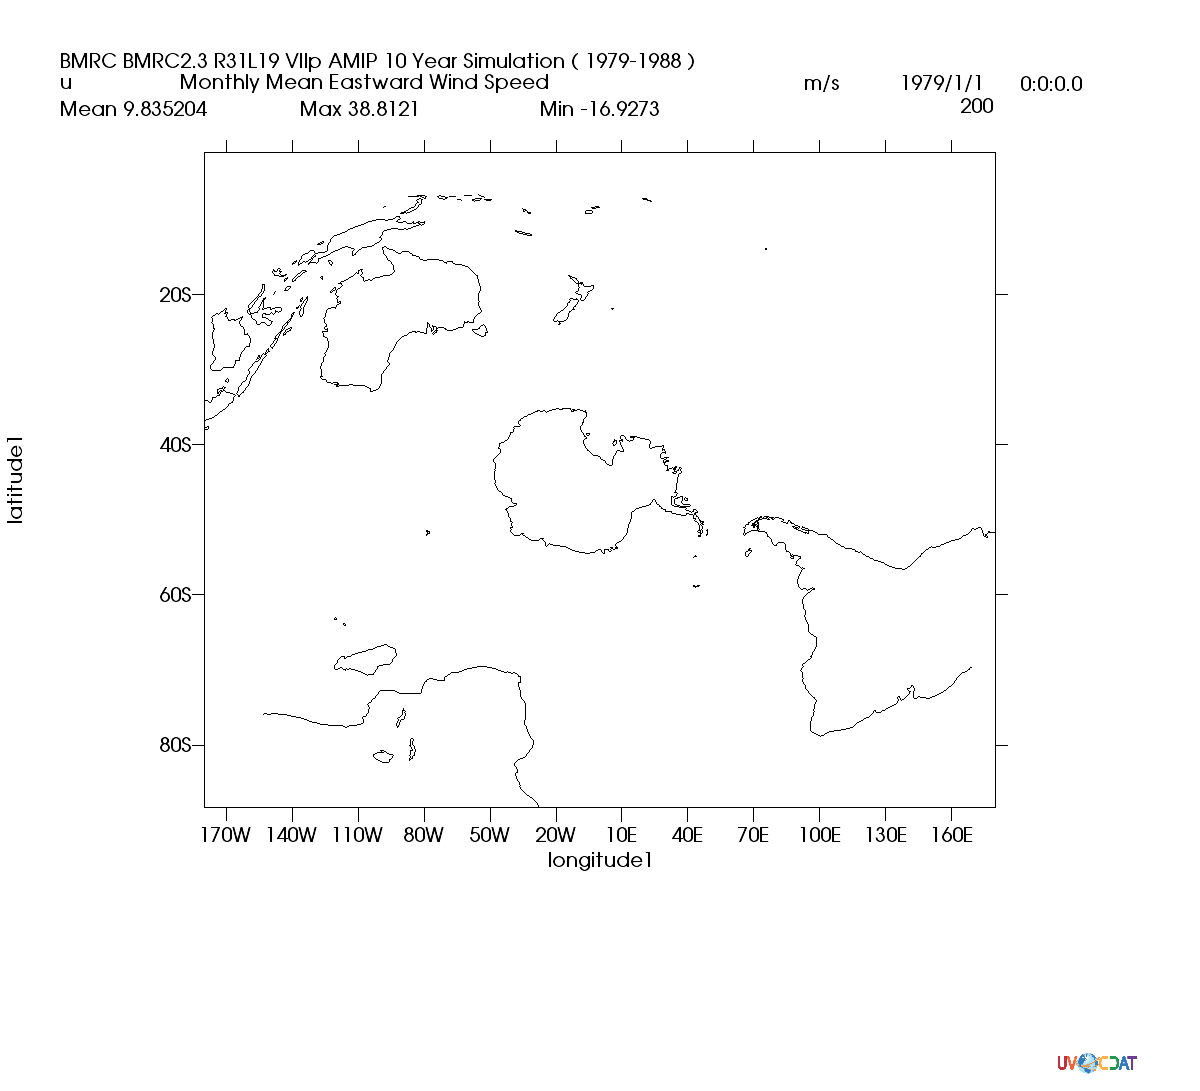 BMRC BMRC2.3 R31L19 VIIp AMIP 10 Year Simulation ( 1979-1988 )
u Monthly Mean Eastward Wind Speed m/s 1979/1/1 0:0:0.0
Mean 9.835204 Max 38.8121 Min -16.9273 200
20S
40S
latitude1
60S
80S
170W 140W 110W 80W 50W 20W 10E 40E 70E 100E 130E 160E
longitude1
UV CDAT